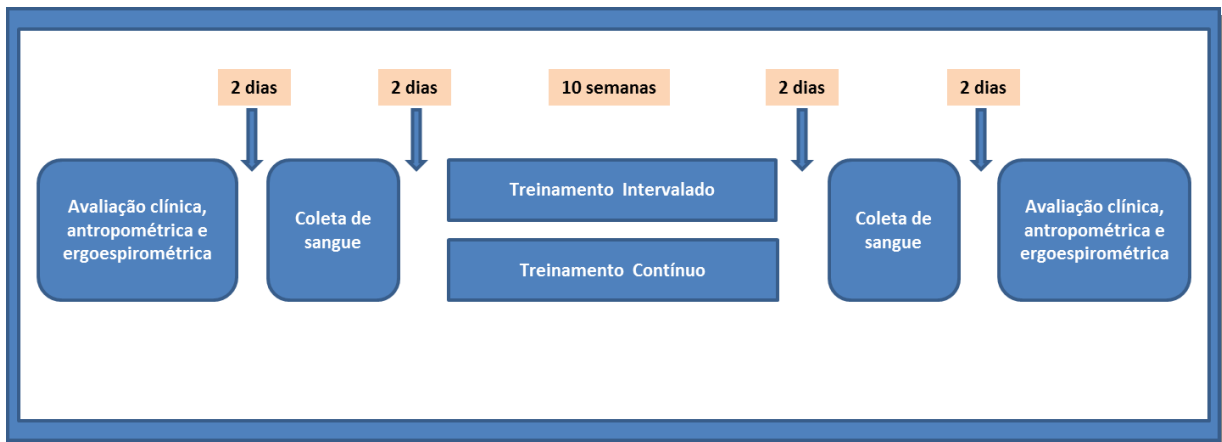 2 dias
2 dias
10 semanas
2 dias
2 dias
Avaliação clínica,
antropométrica e
ergoespirométrica
Coleta de
sangue
Treinamento Intervalado
Treinamento Contínuo
Coleta de
sangue
Avaliação clínica,
antropométrica e
ergoespirométrica